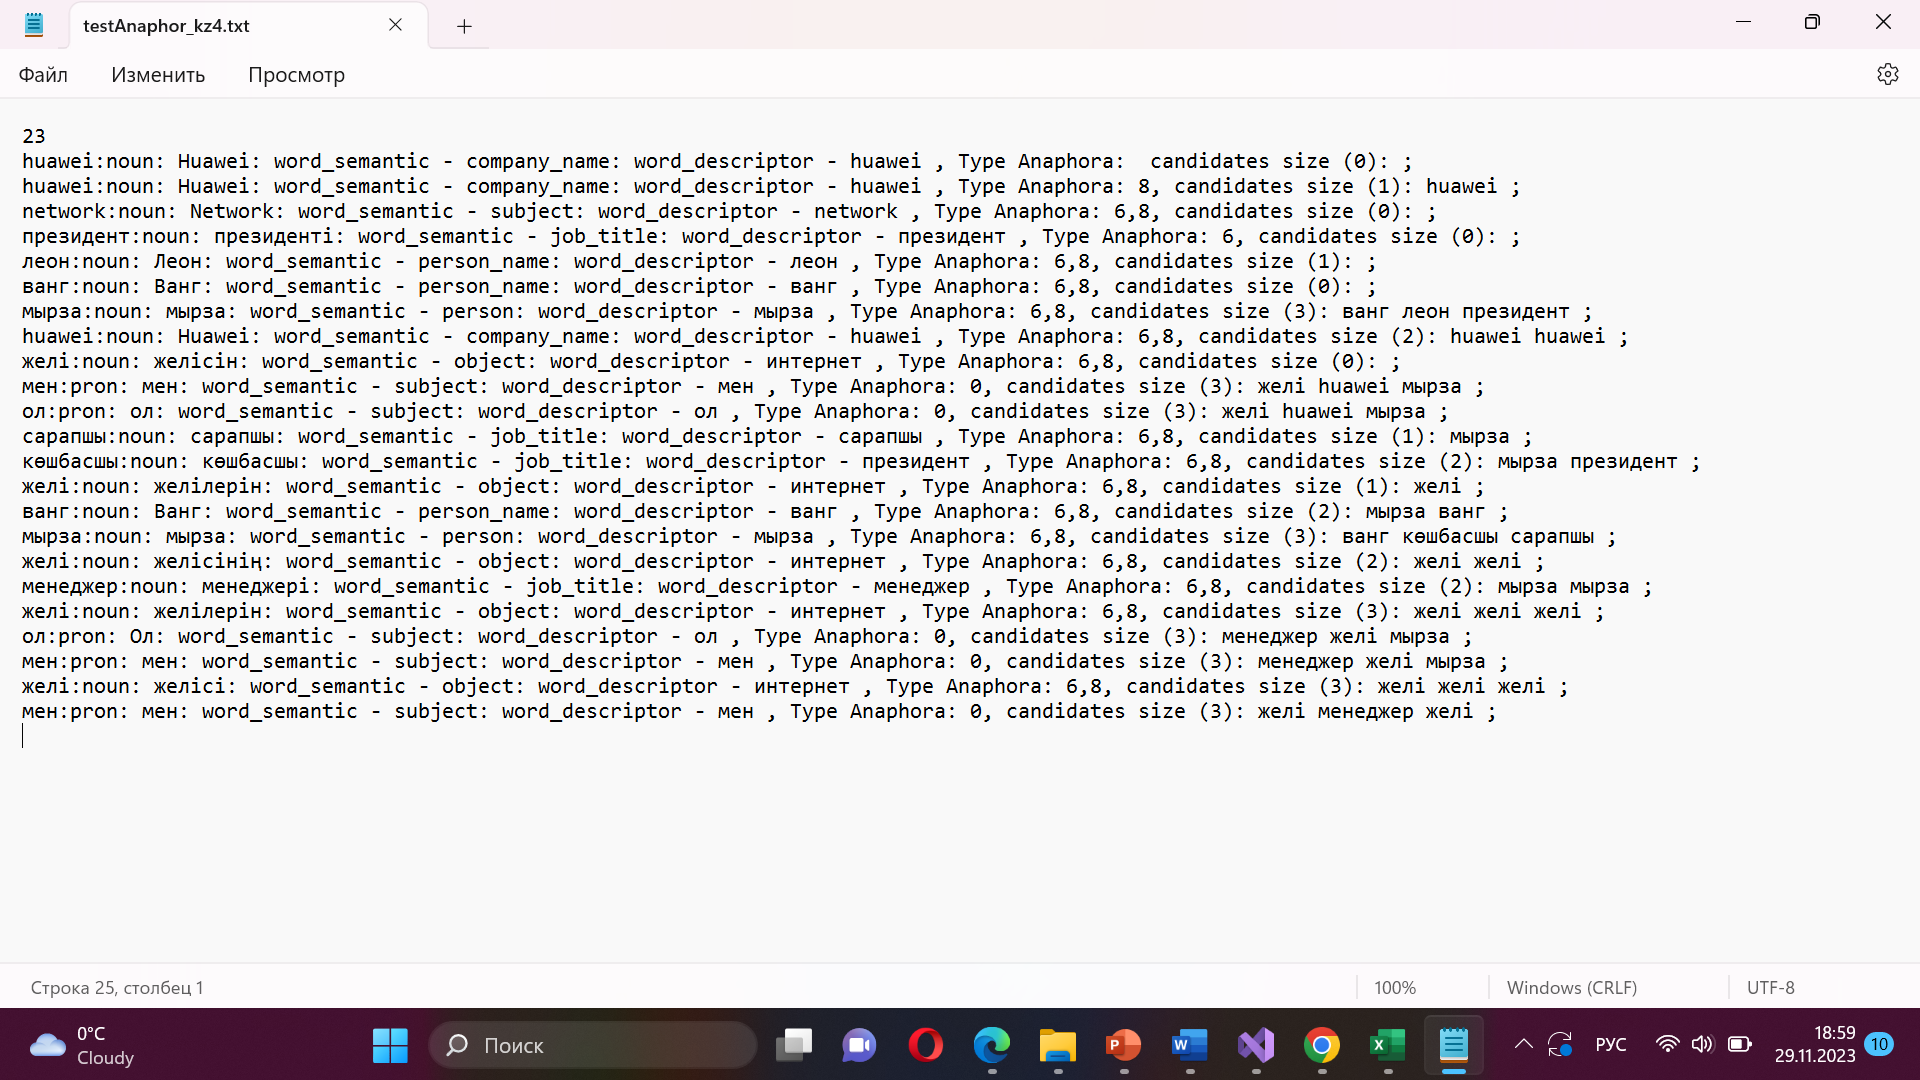 testAnaphor_kz4.txt
Файл Изменить Просмотр
23
huawei:noun: Huawei: word_semantic - company_name: word_descriptor - huawei , Type Anaphora:  candidates size (0): ;
huawei:noun: Huawei: word_semantic - company_name: word_descriptor - huawei , Type Anaphora: 8, candidates size (1): huawei ;
network:noun: Network: word_semantic - subject: word_descriptor - network , Type Anaphora: 6,8, candidates size (0): ;
президент:noun: президенті: word_semantic - job_title: word_descriptor - президент , Type Anaphora: 6, candidates size (0): ;
леон:noun: Леон: word_semantic - person_name: word_descriptor - леон , Type Anaphora: 6,8, candidates size (1): ;
ванг:noun: Ванг: word_semantic - person_name: word_descriptor - ванг , Type Anaphora: 6,8, candidates size (0): ;
мырза:noun: мырза: word_semantic - person: word_descriptor - мырза , Type Anaphora: 6,8, candidates size (3): ванг леон президент ;
huawei:noun: Huawei: word_semantic - company_name: word_descriptor - huawei , Type Anaphora: 6,8, candidates size (2): huawei huawei ;
желі:noun: желісін: word_semantic - object: word_descriptor - интернет , Type Anaphora: 6,8, candidates size (0): ;
мен:pron: мен: word_semantic - subject: word_descriptor - мен , Type Anaphora: 0, candidates size (3): желі huawei мырза ;
ол:pron: ол: word_semantic - subject: word_descriptor - ол , Type Anaphora: 0, candidates size (3): желі huawei мырза ;
сарапшы:noun: сарапшы: word_semantic - job_title: word_descriptor - сарапшы , Type Anaphora: 6,8, candidates size (1): мырза ;
көшбасшы:noun: көшбасшы: word_semantic - job_title: word_descriptor - президент , Type Anaphora: 6,8, candidates size (2): мырза президент ;
желі:noun: желілерін: word_semantic - object: word_descriptor - интернет , Type Anaphora: 6,8, candidates size (1): желі ;
ванг:noun: Ванг: word_semantic - person_name: word_descriptor - ванг , Type Anaphora: 6,8, candidates size (2): мырза ванг ;
мырза:noun: мырза: word_semantic - person: word_descriptor - мырза , Type Anaphora: 6,8, candidates size (3): ванг көшбасшы сарапшы ;
желі:noun: желісінің: word_semantic - object: word_descriptor - интернет , Type Anaphora: 6,8, candidates size (2): желі желі ;
менеджер:noun: менеджері: word_semantic - job_title: word_descriptor - менеджер , Type Anaphora: 6,8, candidates size (2): мырза мырза ;
желі:noun: желілерін: word_semantic - object: word_descriptor - интернет , Type Anaphora: 6,8, candidates size (3): желі желі желі ;
ол:pron: Ол: word_semantic - subject: word_descriptor - ол , Type Anaphora: 0, candidates size (3): менеджер желі мырза ;
мен:pron: мен: word_semantic - subject: word_descriptor - мен , Type Anaphora: 0, candidates size (3): менеджер желі мырза ;
желі:noun: желісі: word_semantic - object: word_descriptor - интернет , Type Anaphora: 6,8, candidates size (3): желі желі желі ;
мен:pron: мен: word_semantic - subject: word_descriptor - мен , Type Anaphora: 0, candidates size (3): желі менеджер желі ;
Строка 25, столбец 1 100% Windows (CRLF) UTF-8
0°C
Cloudy
Поиск
РУС
18:59
29.11.2023
10